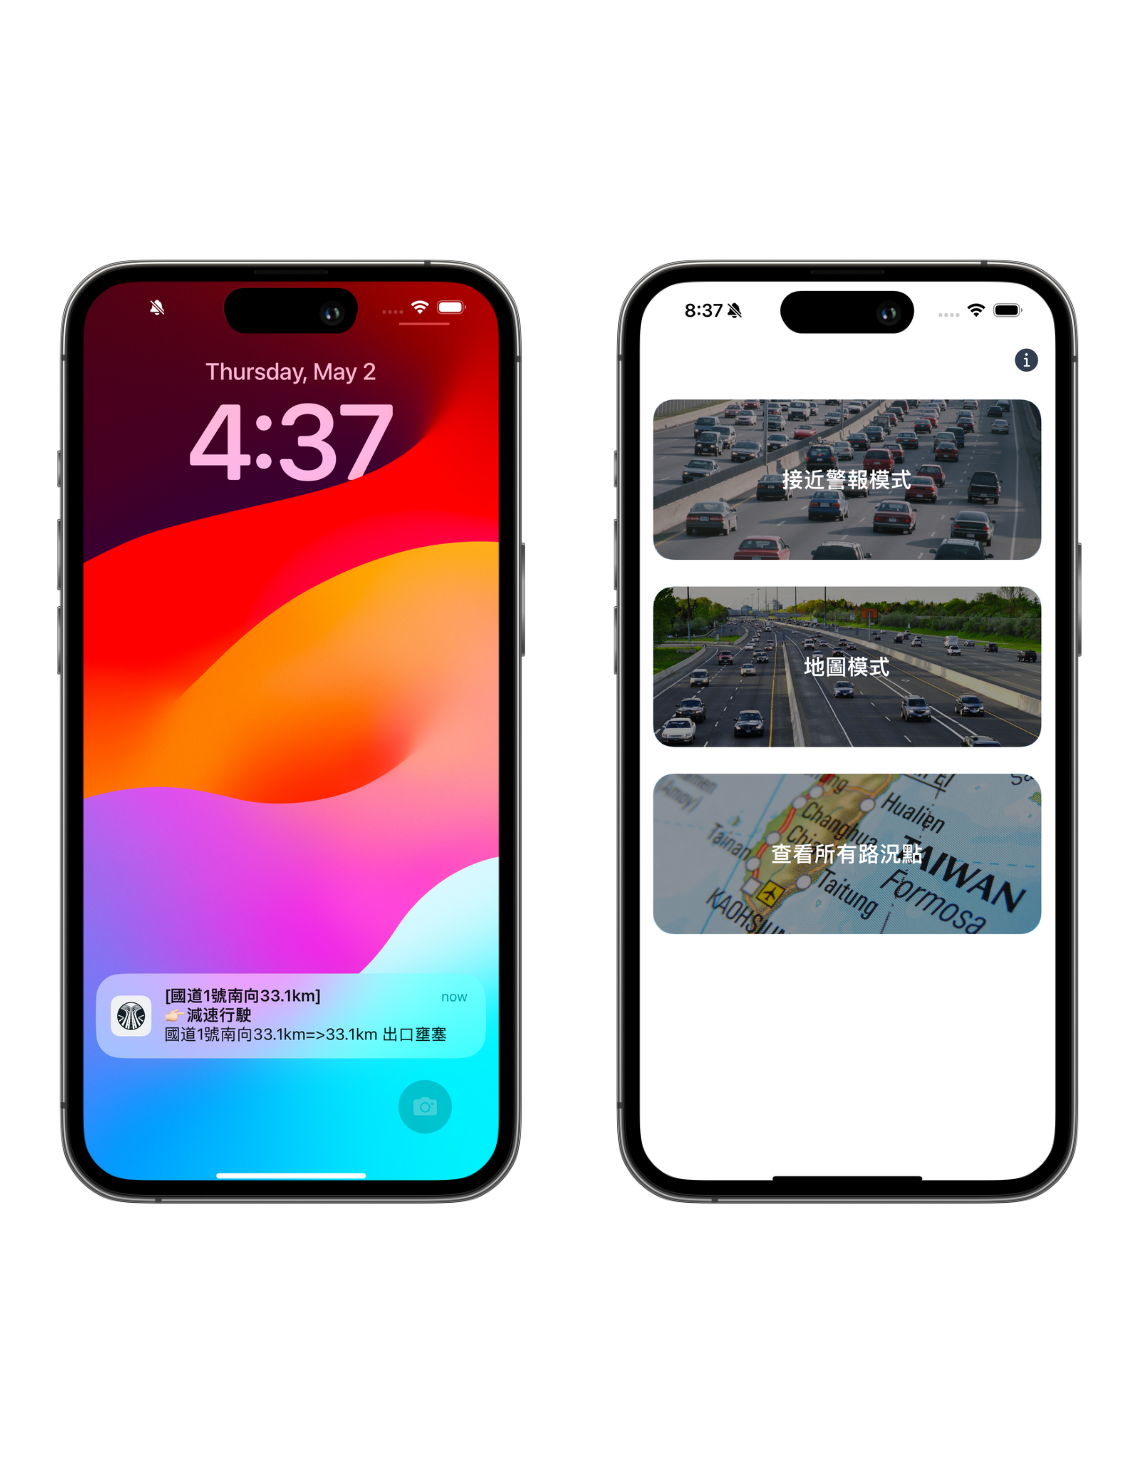 Thursday, May 2
4:37
[國道1號南向33.1km]
now
👉🏻減速行駛
國道1號南向33.1km=>33.1km 出口壅塞
8:37
接近警報模式
地圖模式
Hualien
Changhua
Tainan
查看所有路況點
TAIWAN
Taitung
Formosa